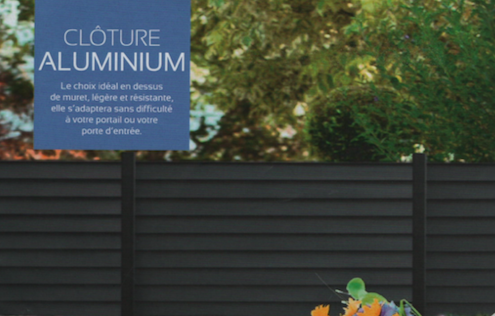 CLÔTURE
ALUMINIUM
Le choix idéal en dessus
de muret, légère et résistante,
elle s'adaptera sans difficulté
à votre portail ou votre
porte d'entrée.